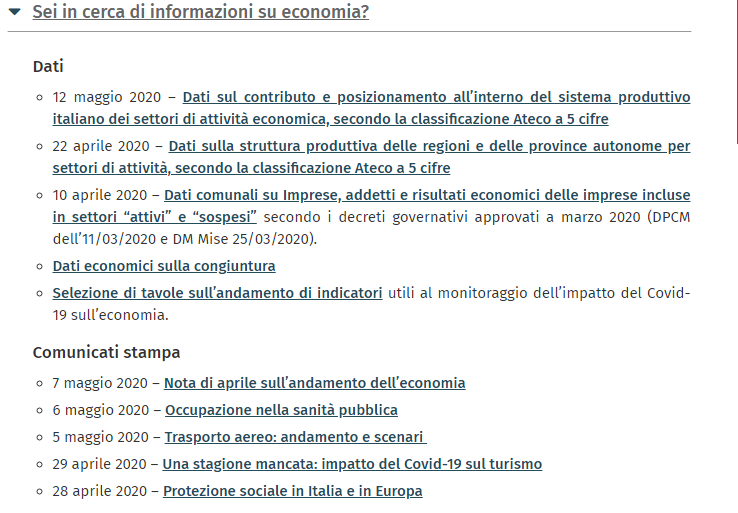 Sei in cerca di informazioni su economia?
Dati
12 maggio 2020 – Dati sul contributo e posizionamento all’interno del sistema produttivo
italiano dei settori di attività economica, secondo la classificazione Ateco a 5 cifre
22 aprile 2020 – Dati sulla struttura produttiva delle regioni e delle province autonome per
settori di attività, secondo la classificazione Ateco a 5 cifre
10 aprile 2020 – Dati comunali su Imprese, addetti e risultati economici delle imprese incluse
in settori “attivi” e “sospesi” secondo i decreti governativi approvati a marzo 2020 (DPCM
dell’11/03/2020 e DM Mise 25/03/2020).
Dati economici sulla congiuntura
Selezione di tavole sull’andamento di indicatori utili al monitoraggio dell’impatto del Covid-
19 sull’economia.
Comunicati stampa
7 maggio 2020 – Nota di aprile sull’andamento dell’economia
6 maggio 2020 – Occupazione nella sanità pubblica
5 maggio 2020 – Trasporto aereo: andamento e scenari
29 aprile 2020 – Una stagione mancata: impatto del Covid-19 sul turismo
28 aprile 2020 – Protezione sociale in Italia e in Europa